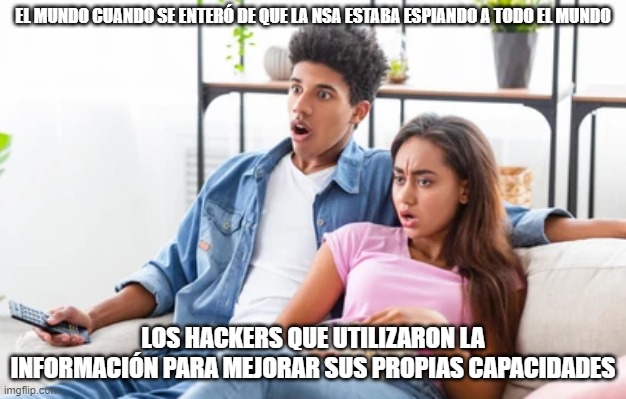 EL MUNDO CUANDO SE ENTERÓ DE QUE LA NSA ESTABA ESPIANDO A TODO EL MUNDO
LOS HACKERS QUE UTILIZARON LA
INFORMACIÓN PARA MEJORAR SUS PROPIAS CAPACIDADES
imgflip.com